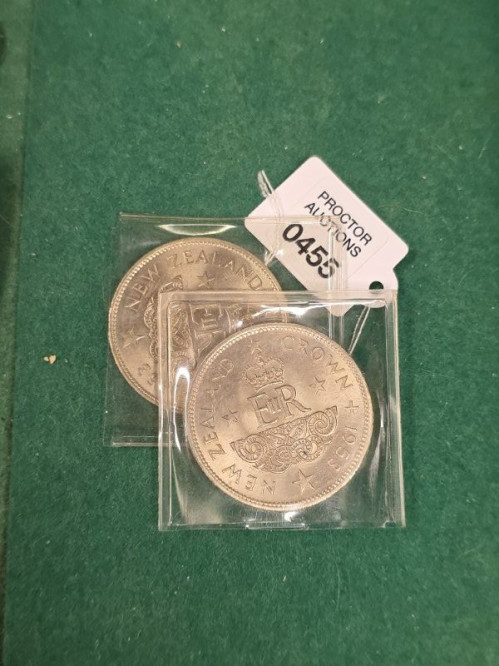 PROCTOR
AUCTIONS
0455
NEW ZEALAND
NEW ZEALAND CROWN 1953
EIIR